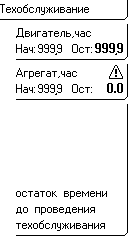 Техобслуживание
Двигатель,час
Нач:999,9 Ост:999,9
Агрегат,час
Нач:999,9 Ост: 0.0
остаток времени
до проведения
техобслуживания